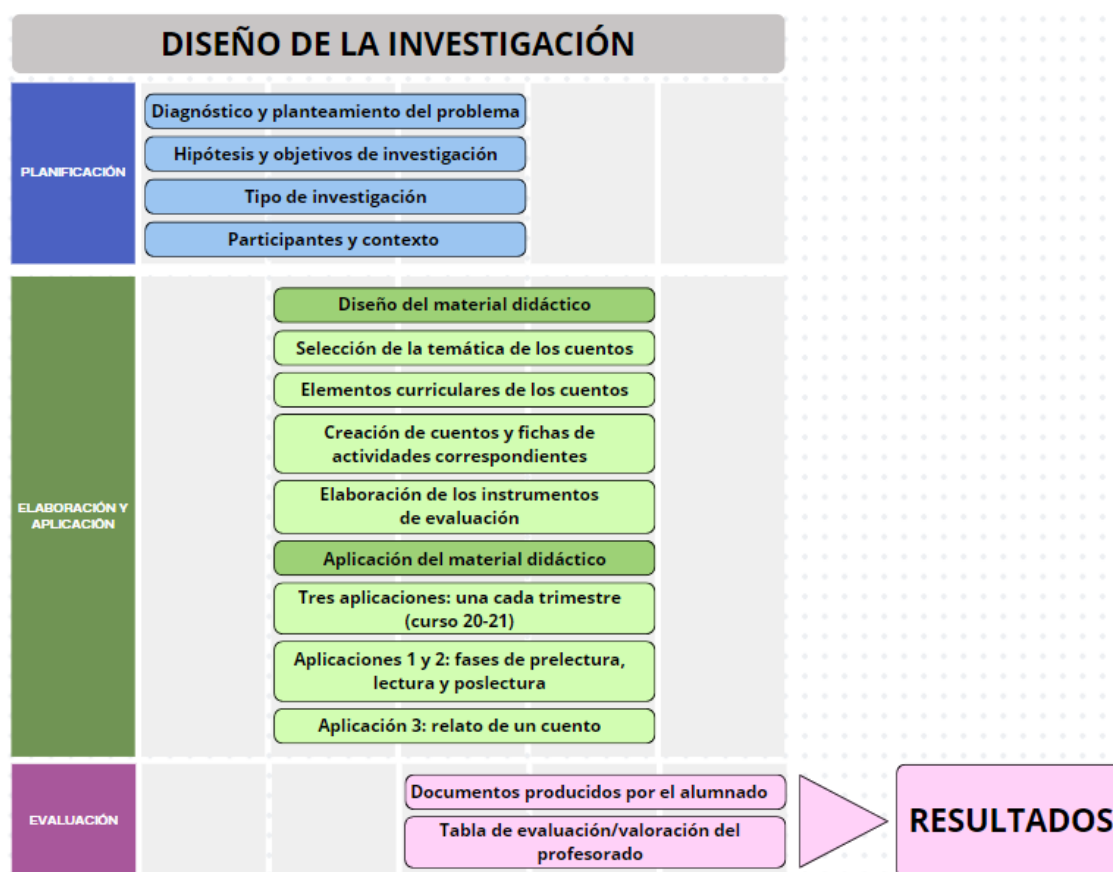 DISEÑO DE LA INVESTIGACIÓN
PLANIFICACIÓN
Diagnóstico y planteamiento del problema
Hipótesis y objetivos de investigación
Tipo de investigación
Participantes y contexto
ELABORACIÓN Y
APLICACIÓN
Diseño del material didáctico
Selección de la temática de los cuentos
Elementos curriculares de los cuentos
Creación de cuentos y fichas de
actividades correspondientes
Elaboración de los instrumentos
de evaluación
Aplicación del material didáctico
Tres aplicaciones: una cada trimestre
(curso 20-21)
Aplicaciones 1 y 2: fases de prelectura,
lectura y poslectura
Aplicación 3: relato de un cuento
EVALUACIÓN
Documentos producidos por el alumnado
Tabla de evaluación/valoración del
profesorado
RESULTADOS